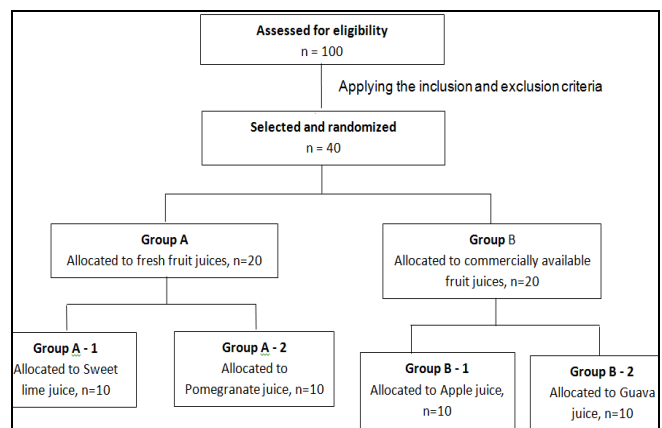 Assessed for eligibility
n = 100
Applying the inclusion and exclusion criteria
Selected and randomized
n = 40
Group A
Allocated to fresh fruit juices, n=20
Group B
Allocated to commercially available
fruit juices, n=20
Group A - 1
Allocated to Sweet
lime juice, n=10
Group A - 2
Allocated to
Pomegranate juice, n=10
Group B - 1
Allocated to Apple juice,
n=10
Group B - 2
Allocated to Guava
juice, n=10